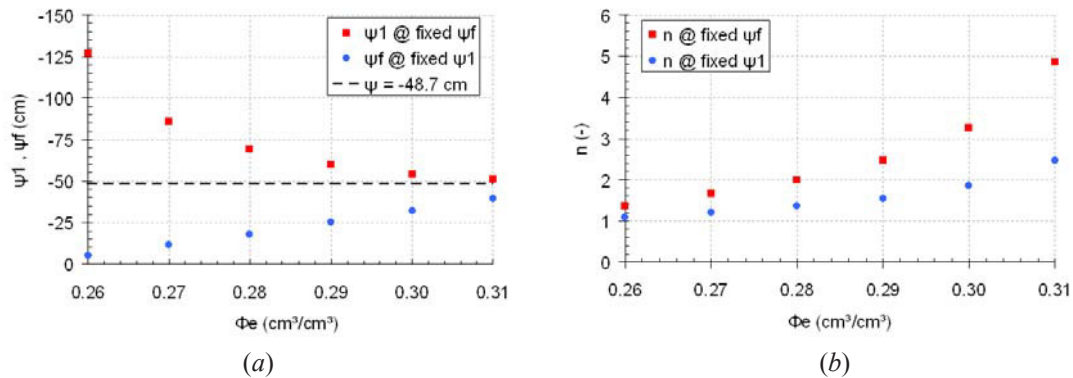 -150
-125
-100
-75
-50
-25
0
ψ1 , ψf (cm)
ψ1 @ fixed ψf
ψf @ fixed ψ1
ψ = -48.7 cm
0.26 0.27 0.28 0.29 0.30 0.31
Φe (cm³/cm³)
(a)
6
5
4
3
2
1
0
n (-)
n @ fixed ψf
n @ fixed ψ1
0.26 0.27 0.28 0.29 0.30 0.31
Φe (cm³/cm³)
(b)